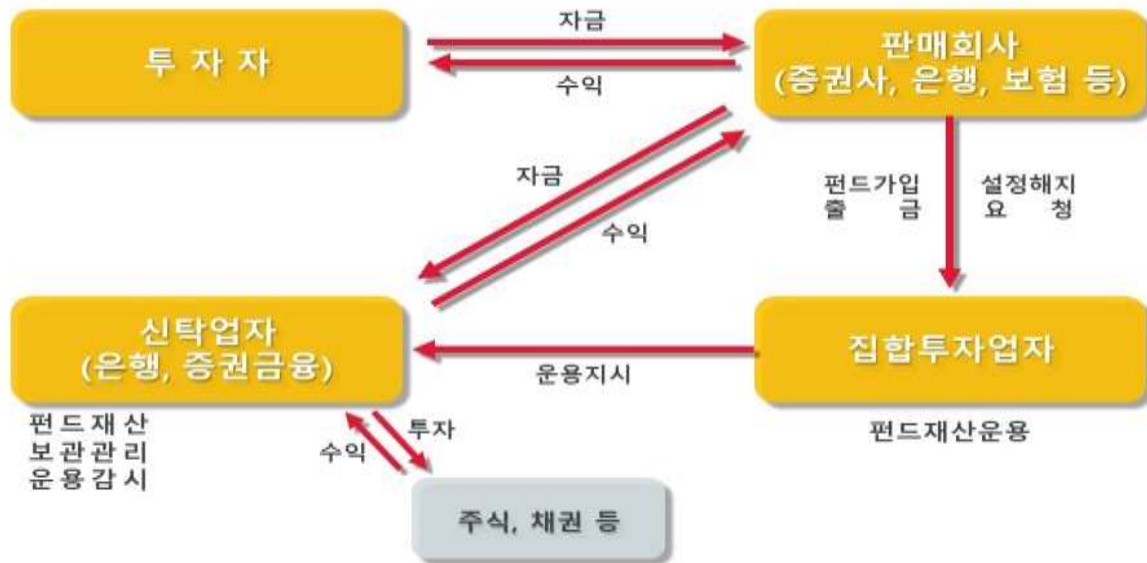 자금
투 자 자
판매회사
(증권사, 은행, 보험 등)
수익
자금
펀드가입
출 금
설정해지
요 청
수익
신탁업자
(은행, 증권금융)
집합투자업자
운용지시
펀드재산
보관관리
운용감시
투자
수익
펀드재산운용
주식, 채권 등